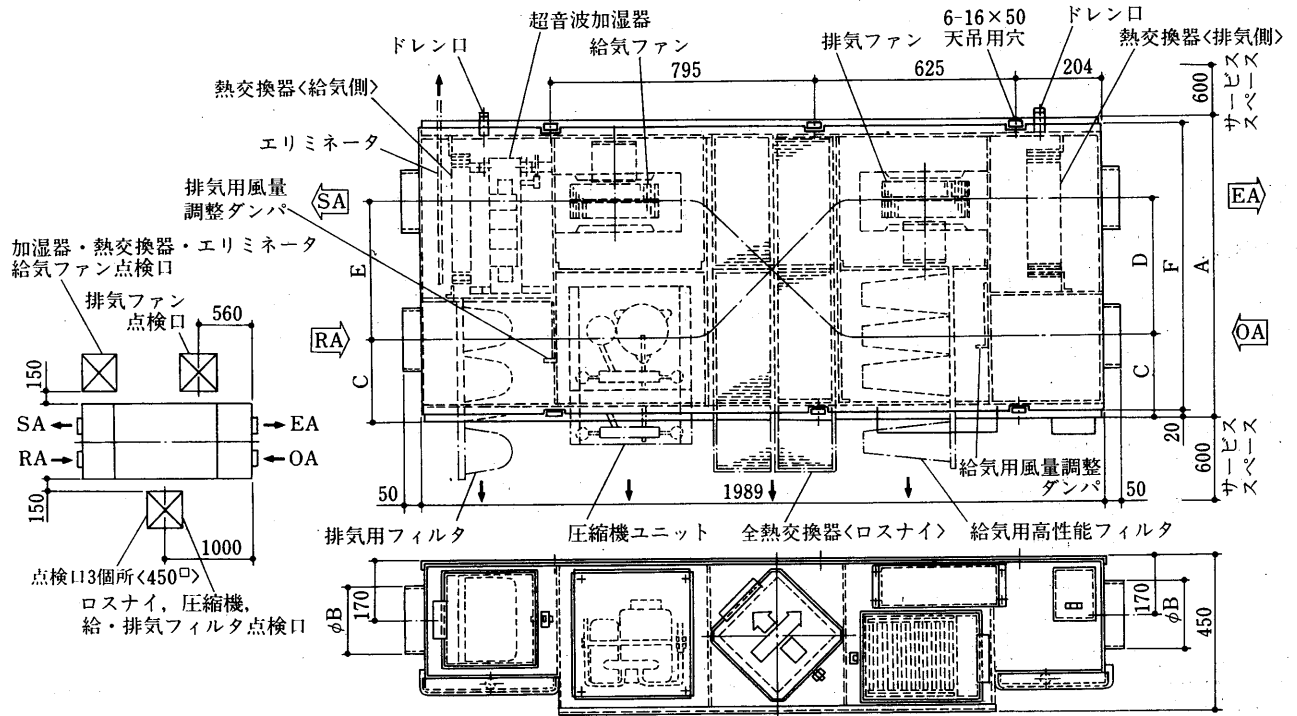 超音波加湿器
6-16×50
ドレン口
ドレン口
給気ファン
排気ファン
天吊用穴
熱交換器<排気側>
795
625
204
600
サービス
スペース
熱交換器<給気側>
エリミネータ
排気用風量
調整ダンパ
SA
EA
加湿器・熱交換器・エリミネータ
給気ファン点検口
E
D
F
A
排気ファン
点検口
560
RA
OA
150
C
C
SA
EA
RA
OA
20
600
サービス
スペース
給気用風量調整
ダンパ
150
50
1989
50
1000
排気用フィルタ
圧縮機ユニット
全熱交換器<ロスナイ>
給気用高性能フィルタ
点検口3個所<450□>
ロスナイ, 圧縮機,
給・排気フィルタ点検口
170
φB
170
φB
450